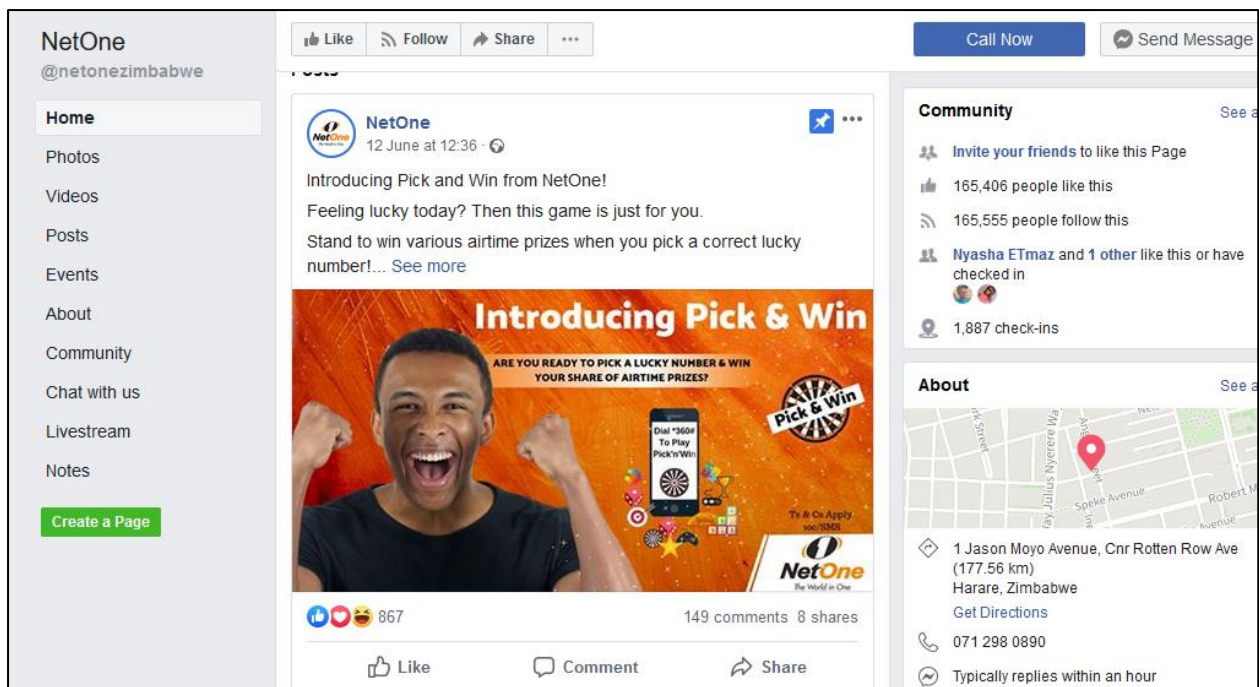 NetOne
@netonezimbabwe
Home
Photos
Videos
Posts
Events
About
Community
Chat with us
Livestream
Notes
Create a Page
Like Follow Share ...
Call Now Send Message
Posts
NetOne
12 June at 12:36
Introducing Pick and Win from NetOne!
Feeling lucky today? Then this game is just for you.
Stand to win various airtime prizes when you pick a correct lucky
number!... See more
Introducing Pick & Win
ARE YOU READY TO PICK A LUCKY NUMBER & WIN
YOUR SHARE OF AIRTIME PRIZES?
Pick & Win
Dial *360#
To Play
Pick'n'Win
Ts & Cs Apply
10c/SMS
NetOne
The World in One
867
149 comments 8 shares
Like Comment Share
Community See a
Invite your friends to like this Page
165,406 people like this
165,555 people follow this
Nyasha ETmaz and 1 other like this or have
checked in
1,887 check-ins
About See a
Julius Nyerere Wa
Speke Avenue
Robert M
Avenue
1 Jason Moyo Avenue, Cnr Rotten Row Ave
(177.56 km)
Harare, Zimbabwe
Get Directions
071 298 0890
Typically replies within an hour